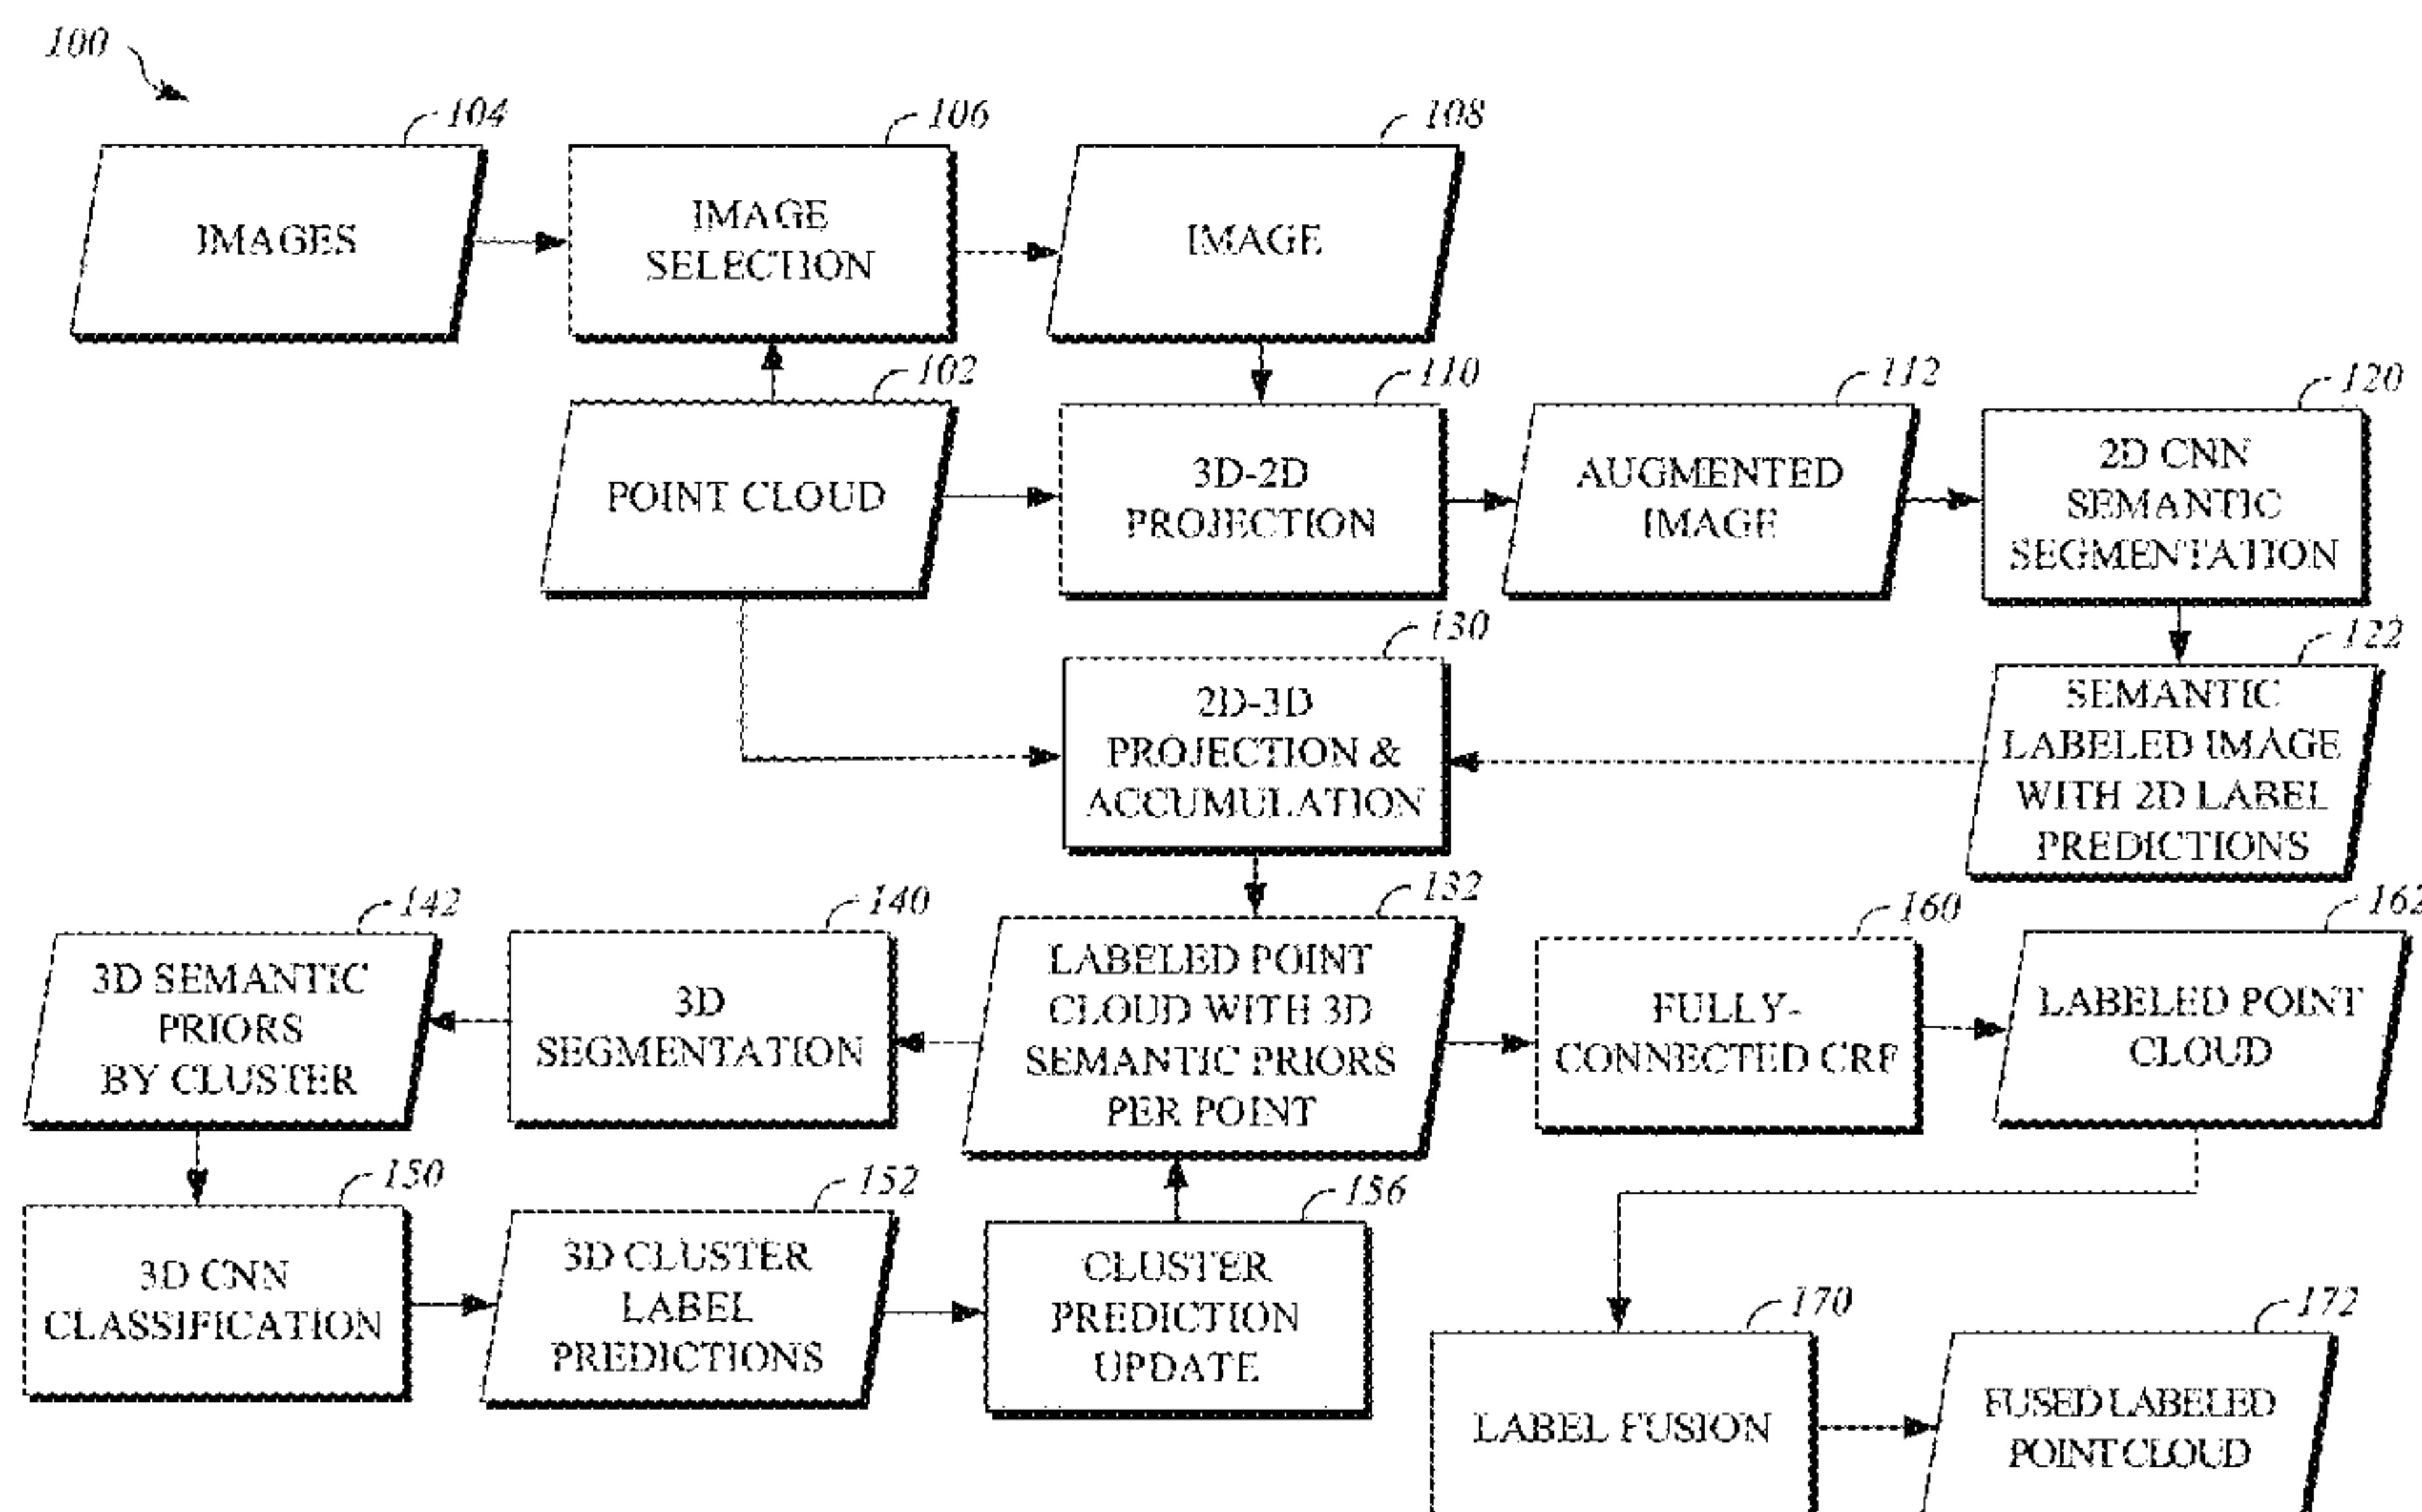 100
104
106
108
IMAGES
IMAGE
SELECTION
IMAGE
102
110
112
120
POINT CLOUD
3D-2D
PROJECTION
AUGMENTED
IMAGE
2D CNN
SEMANTIC
SEGMENTATION
130
122
2D-3D
PROJECTION &
ACCUMULATION
SEMANTIC
LABELED IMAGE
WITH 2D LABEL
PREDICTIONS
142
140
132
160
162
3D SEMANTIC
PRIORS
BY CLUSTER
3D
SEGMENTATION
LABELED POINT
CLOUD WITH 3D
SEMANTIC PRIORS
PER POINT
FULLY-
CONNECTED CRF
LABELED POINT
CLOUD
150
152
156
3D CNN
CLASSIFICATION
3D CLUSTER
LABEL
PREDICTIONS
CLUSTER
PREDICTION
UPDATE
170
172
LABEL FUSION
FUSED LABELED
POINT CLOUD